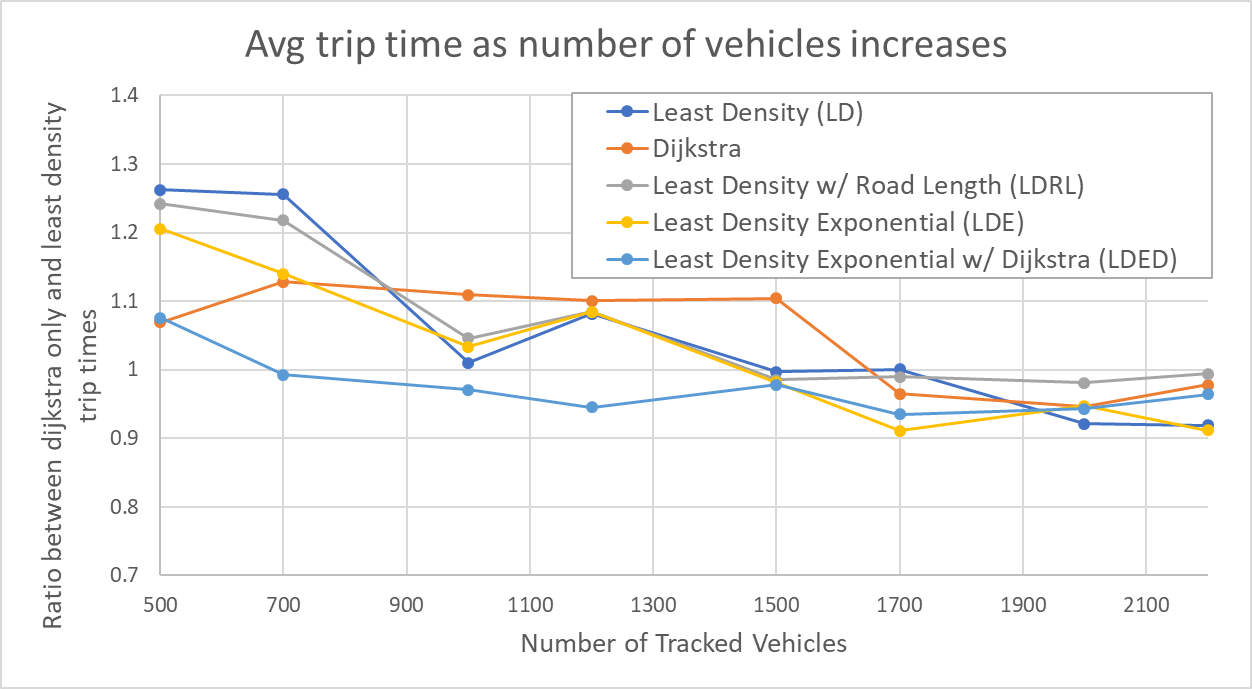 Avg trip time as number of vehicles increases
Ratio between dijkstra only and least density
trip times
1.4
1.3
1.2
1.1
1
0.9
0.8
0.7
Least Density (LD)
Dijkstra
Least Density w/ Road Length (LDRL)
Least Density Exponential (LDE)
Least Density Exponential w/ Dijkstra (LDED)
500 700 900 1100 1300 1500 1700 1900 2100
Number of Tracked Vehicles